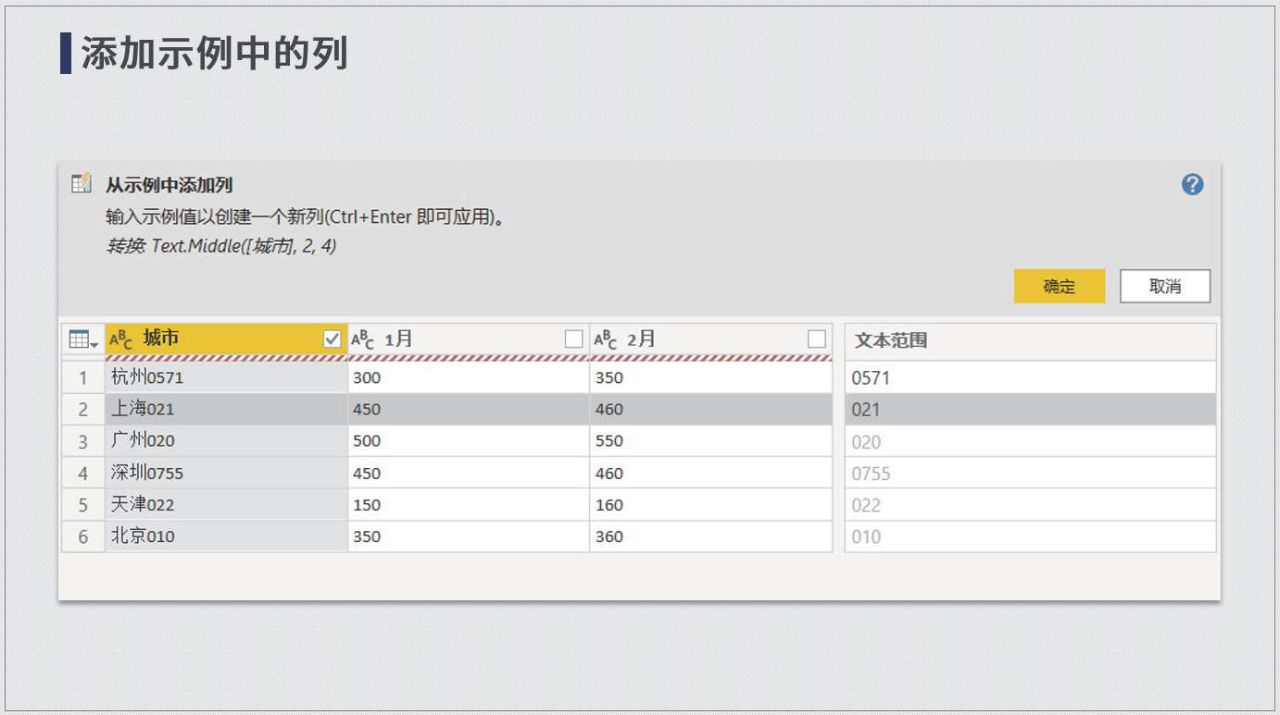 添加示例中的列
从示例中添加列
输入示例值以创建一个新列(Ctrl+Enter 即可应用)。
转换: Text.Middle([城市], 2, 4)
确定 取消
ABC 城市 ABC 1月 ABC 2月 文本范围
1 杭州0571 300 350 0571
2 上海021 450 460 021
3 广州020 500 550 020
4 深圳0755 450 460 0755
5 天津022 150 160 022
6 北京010 350 360 010